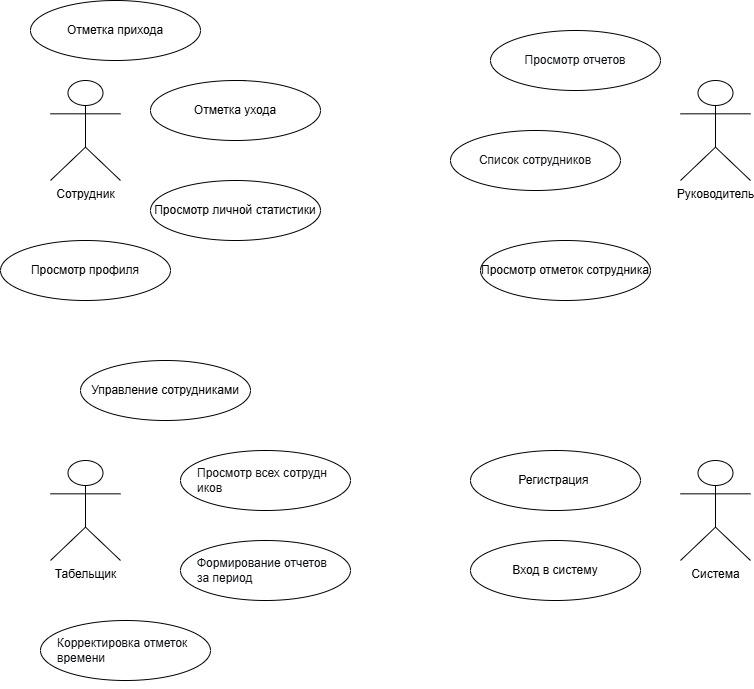 Отметка прихода
Просмотр отчетов
Отметка ухода
Список сотрудников
Сотрудник
Руководитель
Просмотр личной статистики
Просмотр профиля
Просмотр отметок сотрудника
Управление сотрудниками
Просмотр всех сотрудн
иков
Регистрация
Формирование отчетов
за период
Вход в систему
Табельщик
Система
Корректировка отметок
времени